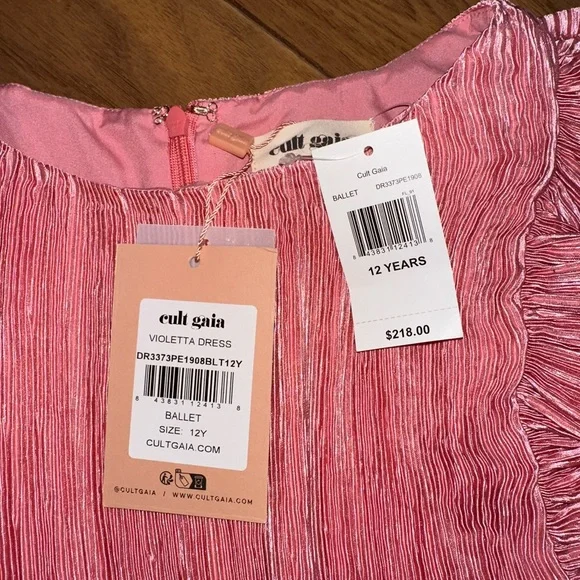 cult gaia
Cult Gaia
BALLET DR3373PE1908
8 43831 12413 8
12 YEARS
$218.00
cult gaia
VIOLETTA DRESS
DR3373PE1908BLT12Y
8 43831 12413 8
BALLET
SIZE: 12Y
CULTGAIA.COM
@CULTGAIA / WWW.CULTGAIA.COM